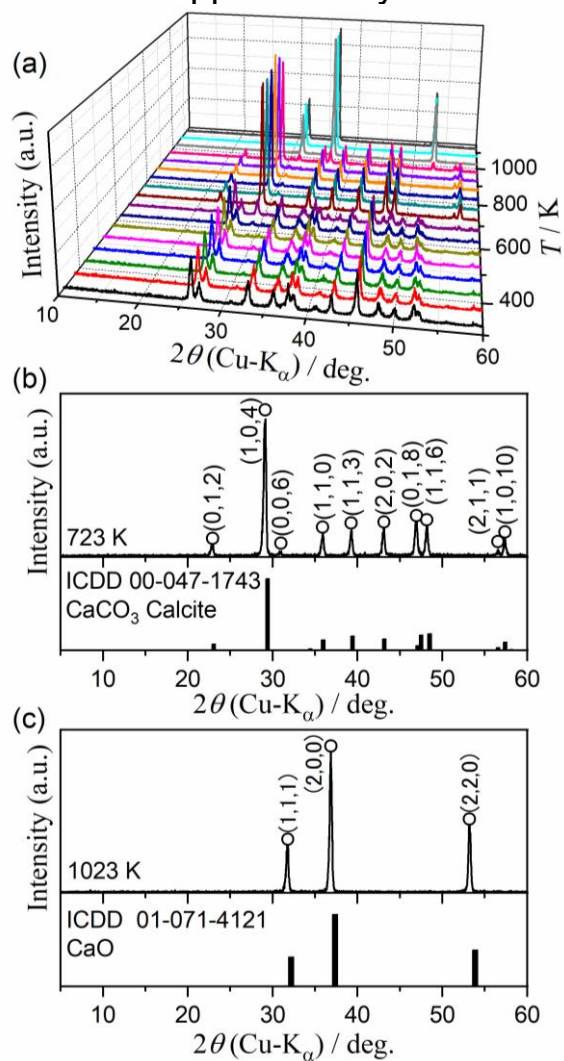 (a)
Intensity (a.u.)
10
20
30
40
50
60
2θ (Cu-Kα) / deg.
400
600
800
1000
T / K
(b)
Intensity (a.u.)
723 K
(0,1,2)
(1,0,4)
(0,0,6)
(1,1,0)
(1,1,3)
(2,0,2)
(0,1,8)
(1,1,6)
(2,1,1)
(1,0,10)
ICDD 00-047-1743
CaCO3 Calcite
10 20 30 40 50 60
2θ (Cu-Kα) / deg.
(c)
Intensity (a.u.)
1023 K
(1,1,1)
(2,0,0)
(2,2,0)
ICDD 01-071-4121
CaO
10 20 30 40 50 60
2θ (Cu-Kα) / deg.